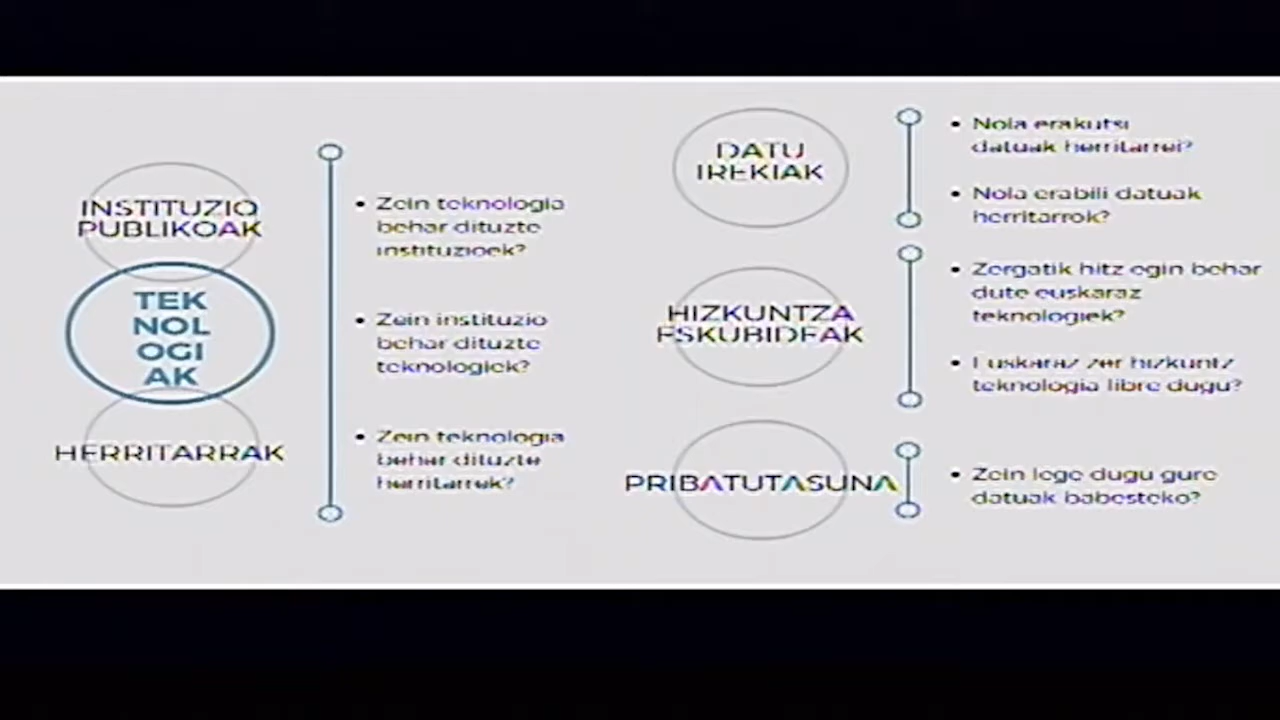 INSTITUZIO
PUBLIKOAK
TEK
NOL
OGI
AK
HERRITARRAK
• Zein teknologia
behar dituzte
instituzioek?
• Zein instituzio
behar dituzte
teknologiek?
• Zein teknologia
behar dituzte
herritarrek?
DATU
IREKIAK
• Nola erakutsi
datuak herritarrei?
• Nola erabili datuak
herritarrok?
HIZKUNTZA
ESKUBIDEAK
• Zergatik hitz egin behar
dute euskaraz
teknologiek?
• Euskaraz zer hizkuntz
teknologia libre dugu?
PRIBATUTASUNA
• Zein lege dugu gure
datuak babesteko?